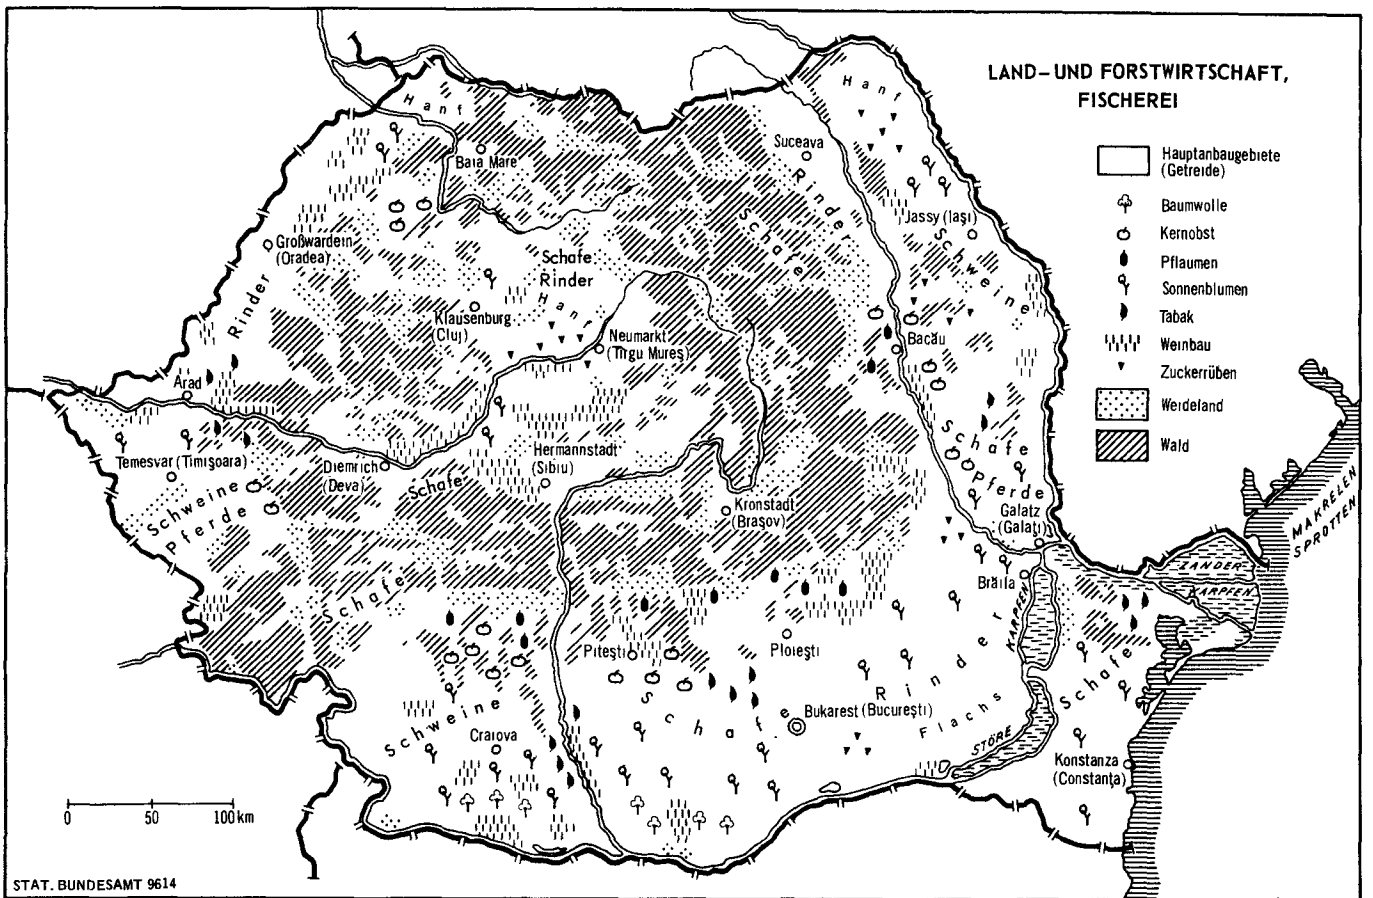 LAND-UND FORSTWIRTSCHAFT,
FISCHEREI
Hauptanbaugebiete
(Getreide)
Baumwolle
Kernobst
Pflaumen
Sonnenblumen
Tabak
Weinbau
Zuckerrüben
Weideland
Wald
Hanf
Baia Mare
Hanf
Suceava
Rinder
Jassy (Iaşi)
Schweine
Schafe
Großwardein
(Oradea)
Rinder
Schafe
Rinder
Hanf
Klausenburg
(Cluj)
Neumarkt
(Tîrgu Mureş)
Bacău
Arad
Temesvar (Timişoara)
Schweine
Pferde
Diemrich
(Deva)
Schafe
Hermannstadt
(Sibiu)
Kronstadt
(Braşov)
Schafe
Pferde
Galatz
(Galaţi)
MAKRELEN
SPROTTEN
ZANDER
KARPFEN
Brăila
KARPFEN
Schafe
Schafe
Piteşti
Ploieşti
Schafe
Rinder
Bukarest (Bucureşti)
Flachs
STÖRE
Schweine
Craiova
Konstanza
(Constanţa)
0 50 100 km
STAT. BUNDESAMT 9614